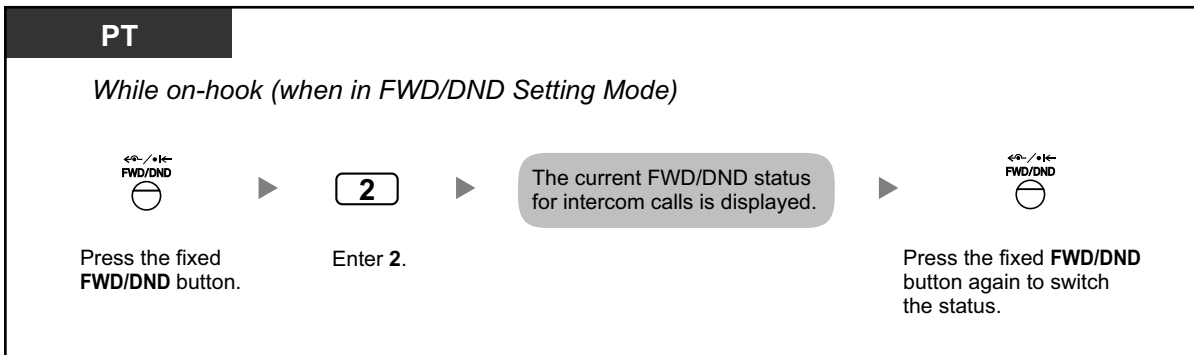 PT
While on-hook (when in FWD/DND Setting Mode)
FWD/DND
2
The current FWD/DND status
for intercom calls is displayed.
FWD/DND
Press the fixed
FWD/DND button.
Enter 2.
Press the fixed FWD/DND
button again to switch
the status.